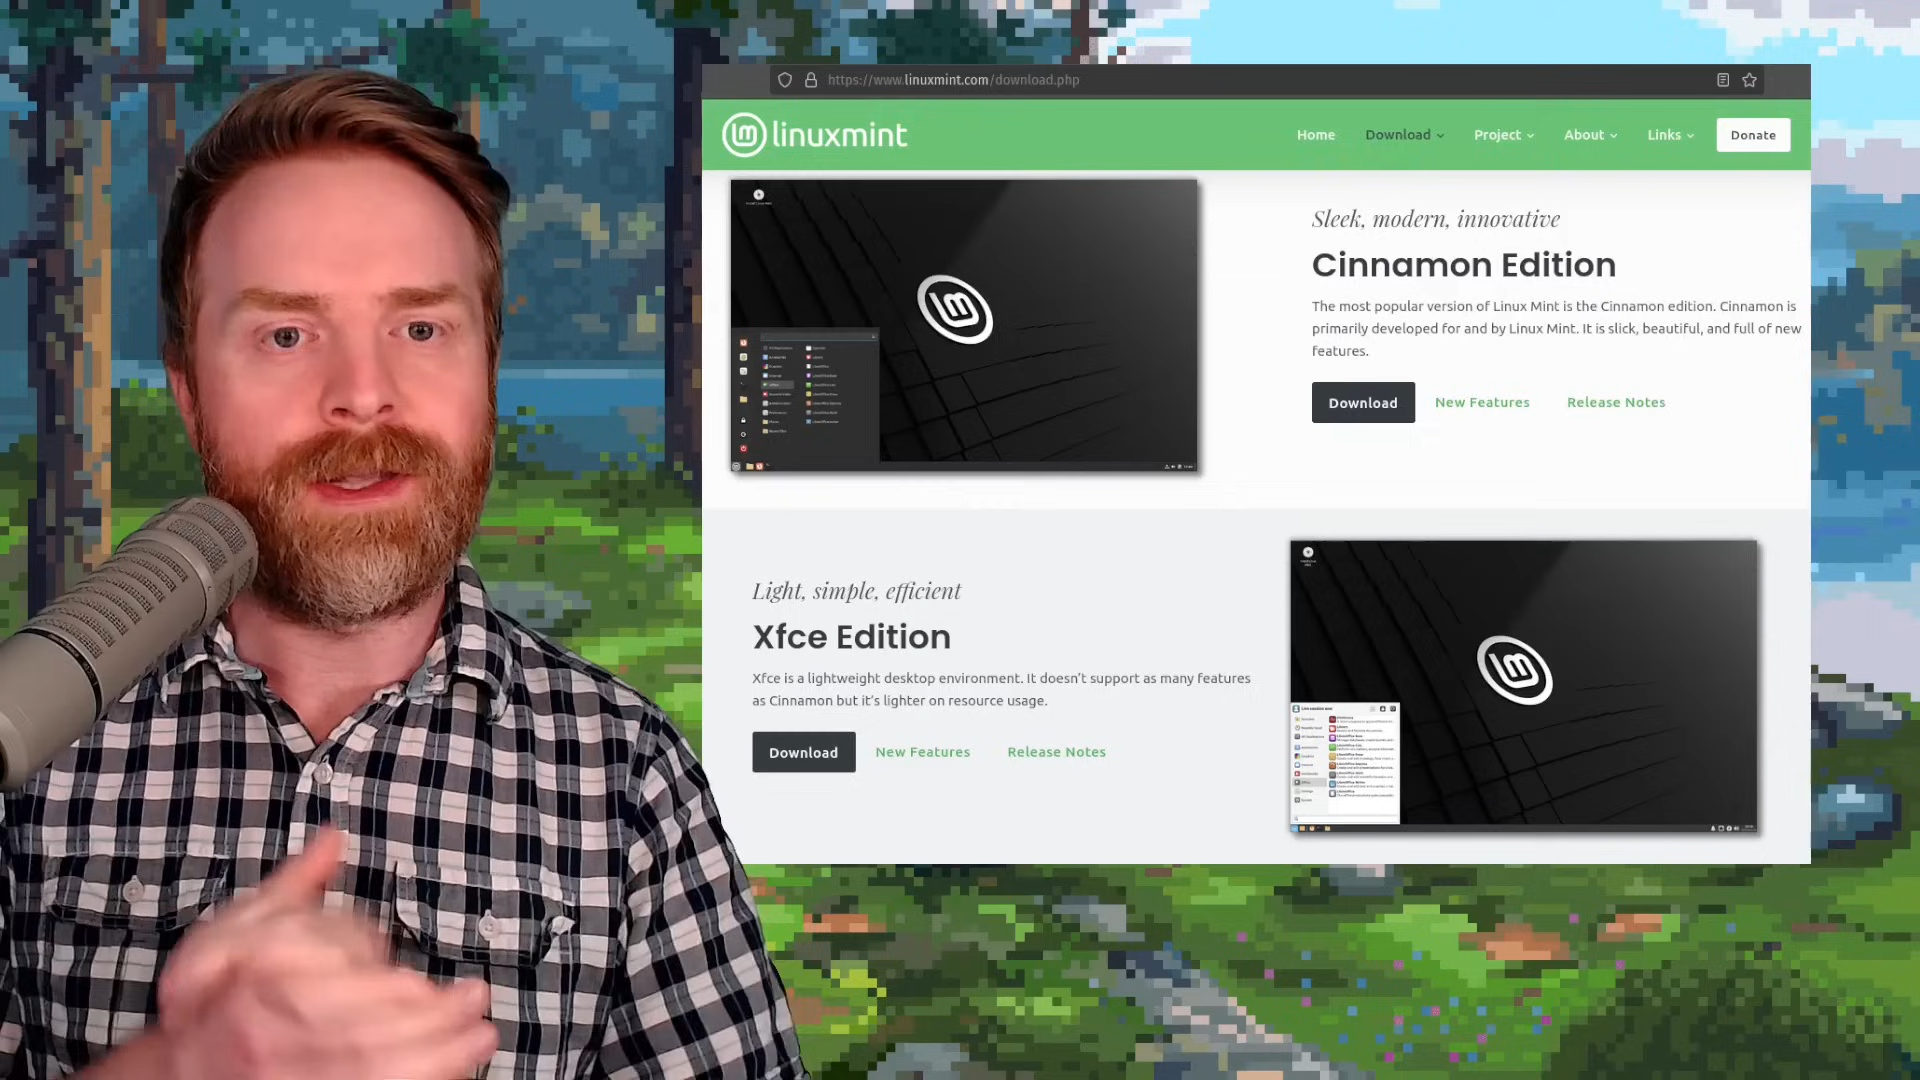 https://www.linuxmint.com/download.php
linuxmint
Home Download Project About Links Donate
Sleek, modern, innovative
Cinnamon Edition
The most popular version of Linux Mint is the Cinnamon edition. Cinnamon is
primarily developed for and by Linux Mint. It is slick, beautiful, and full of new
features.
Download New Features Release Notes
Light, simple, efficient
Xfce Edition
Xfce is a lightweight desktop environment. It doesn't support as many features
as Cinnamon but it's lighter on resource usage.
Download New Features Release Notes